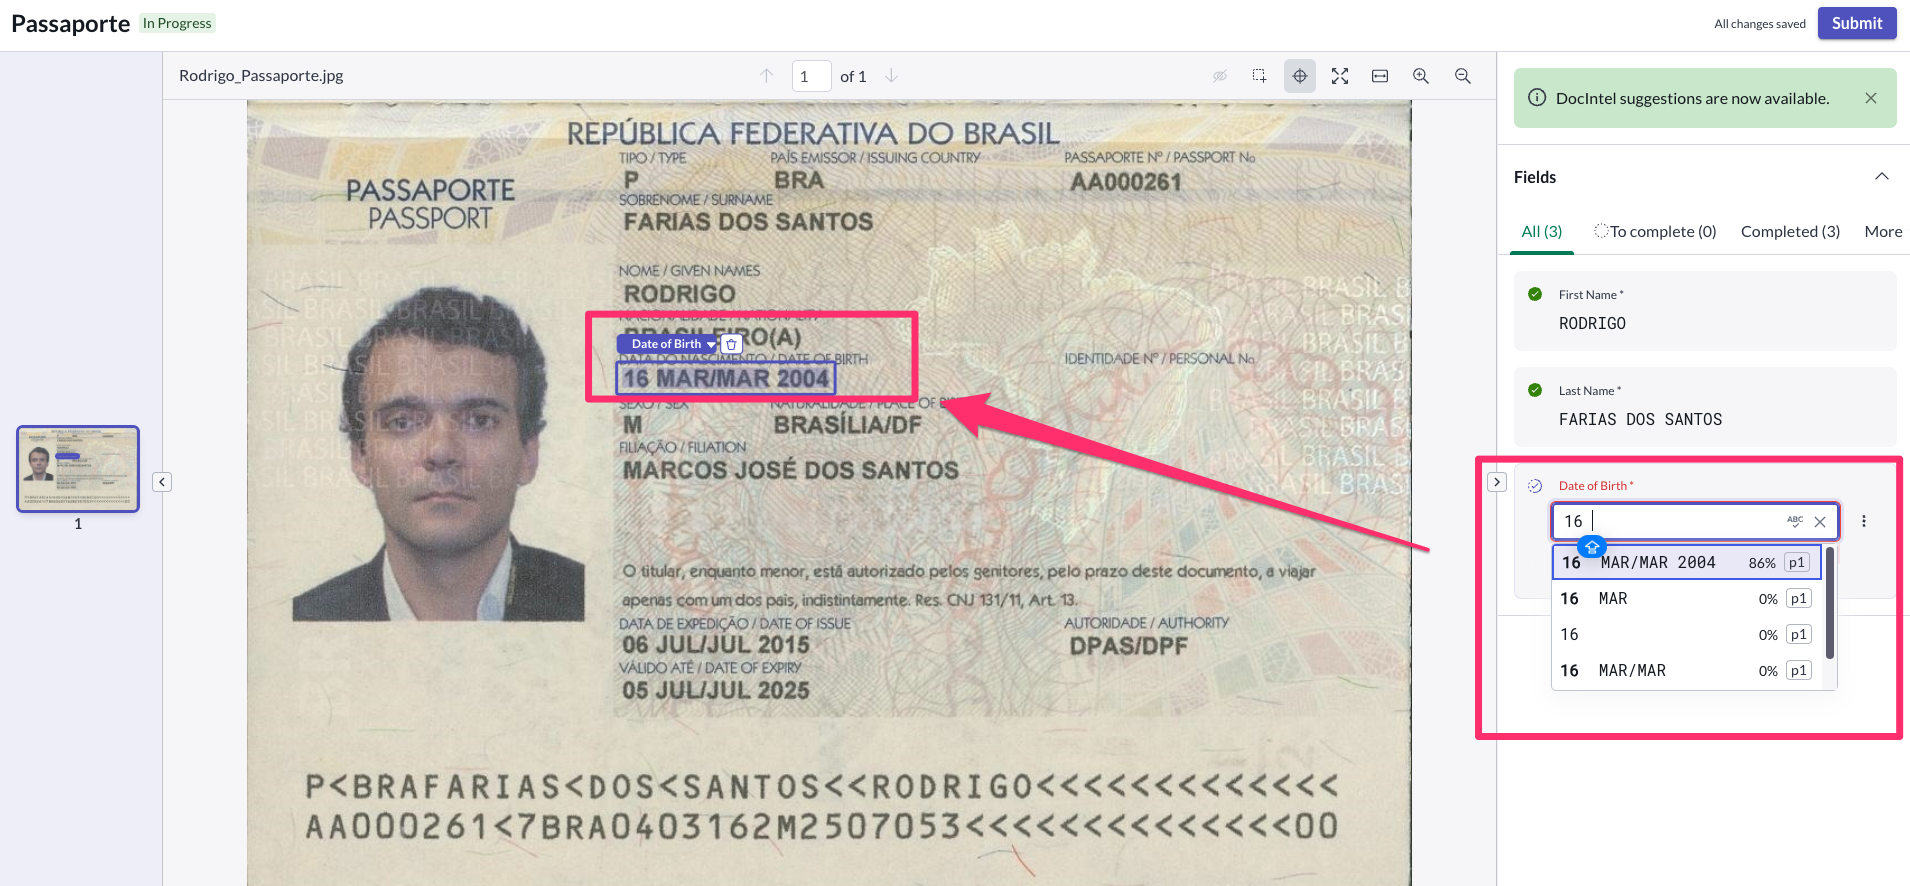 Passaporte In Progress
All changes saved Submit
Rodrigo_Passaporte.jpg
1 of 1
REPÚBLICA FEDERATIVA DO BRASIL
TIPO / TYPE PAÍS EMISSOR / ISSUING COUNTRY PASSAPORTE Nº / PASSPORT No
P BRA AA000261
PASSAPORTE
PASSPORT
SOBRENOME / SURNAME
FARIAS DOS SANTOS
NOME / GIVEN NAMES
RODRIGO
NACIONALIDADE / NATIONALITY
BRASILEIRO(A)
Date of Birth
DATA DO NASCIMENTO / DATE OF BIRTH IDENTIDADE Nº / PERSONAL No.
16 MAR/MAR 2004
SEXO / SEX NATURALIDADE / PLACE OF BI
M BRASÍLIA/DF
FILIAÇÃO / FILIATION
MARCOS JOSÉ DOS SANTOS
O titular, enquanto menor, está autorizado pelos genitores, pelo prazo deste documento, a viajar
apenas com um dos pais, indistintamente. Res. CNJ 131/11, Art. 13.
DATA DE EXPEDIÇÃO / DATE OF ISSUE AUTORIDADE / AUTHORITY
06 JUL/JUL 2015 DPAS/DPF
VÁLIDO ATÉ / DATE OF EXPIRY
05 JUL/JUL 2025
P<BRAFARIAS<DOS<SANTOS<<RODRIGO<<<<<<<<<<<<<
AA000261<7BRA0403162M2507053<<<<<<<<<<<<<<00
1
DocIntel suggestions are now available.
Fields
All (3) To complete (0) Completed (3) More
First Name *
RODRIGO
Last Name *
FARIAS DOS SANTOS
Date of Birth *
16 ABC
16 MAR/MAR 2004 86% p1
16 MAR 0% p1
16 0% p1
16 MAR/MAR 0% p1